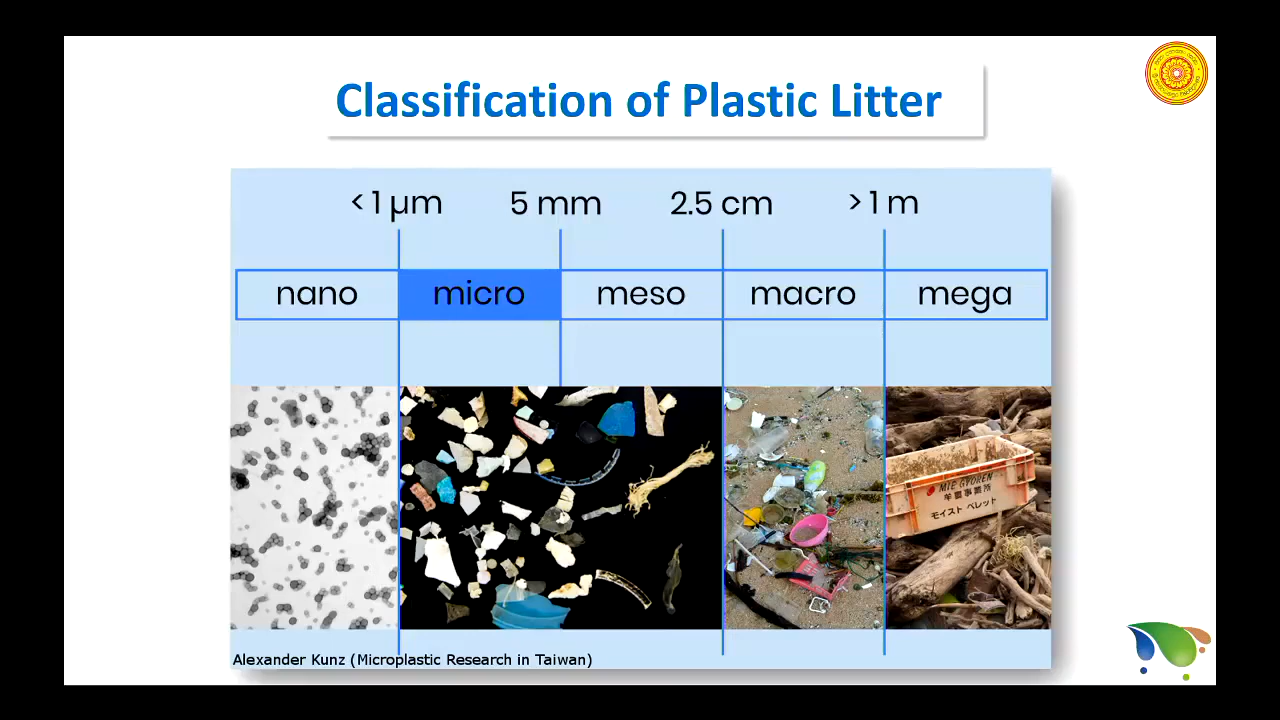 Classification of Plastic Litter
< 1 µm 5 mm 2.5 cm > 1 m
nano micro meso macro mega
MIE GYOREN
モイスト ペレット
Alexander Kunz (Microplastic Research in Taiwan)